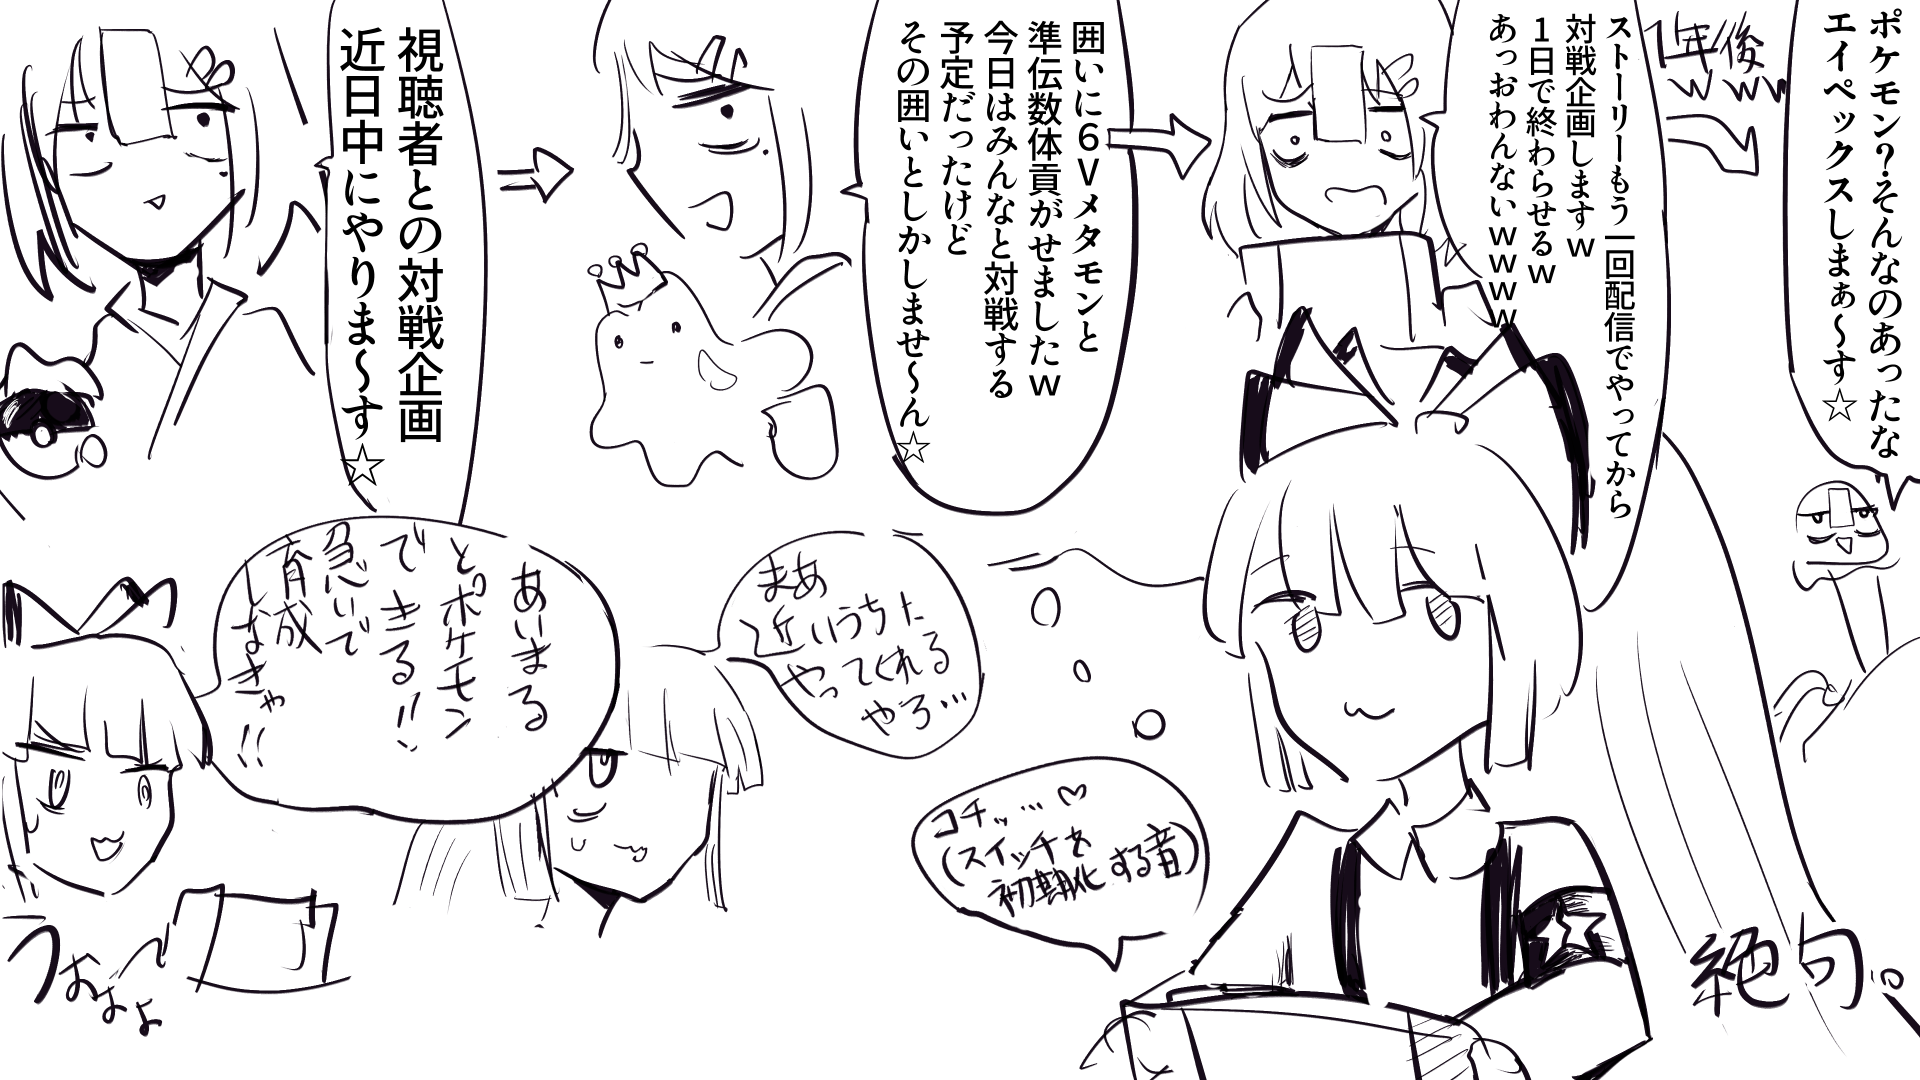 視聴者との対戦企画
近日中にやりま～す☆
囲いに６Ｖメタモンと
準伝数体貢がせましたｗ
今日はみんなと対戦する
予定だったけど
その囲いとしかしませ～ん☆
ストーリーもう一回配信でやってから
対戦企画しますｗ
１日で終わらせるｗ
あっおわんないｗｗｗｗ
1年後
ww
ポケモン？そんなのあったな
エイペックスしまぁ～す☆
あいまる
とポケモン
できる!!
急いで
育成
しなきゃ!!
うおおよ
まあ
近いうちに
やってくれる
やろ…
コチッ…♡
(スイッチを
初期化する音)
絶句。